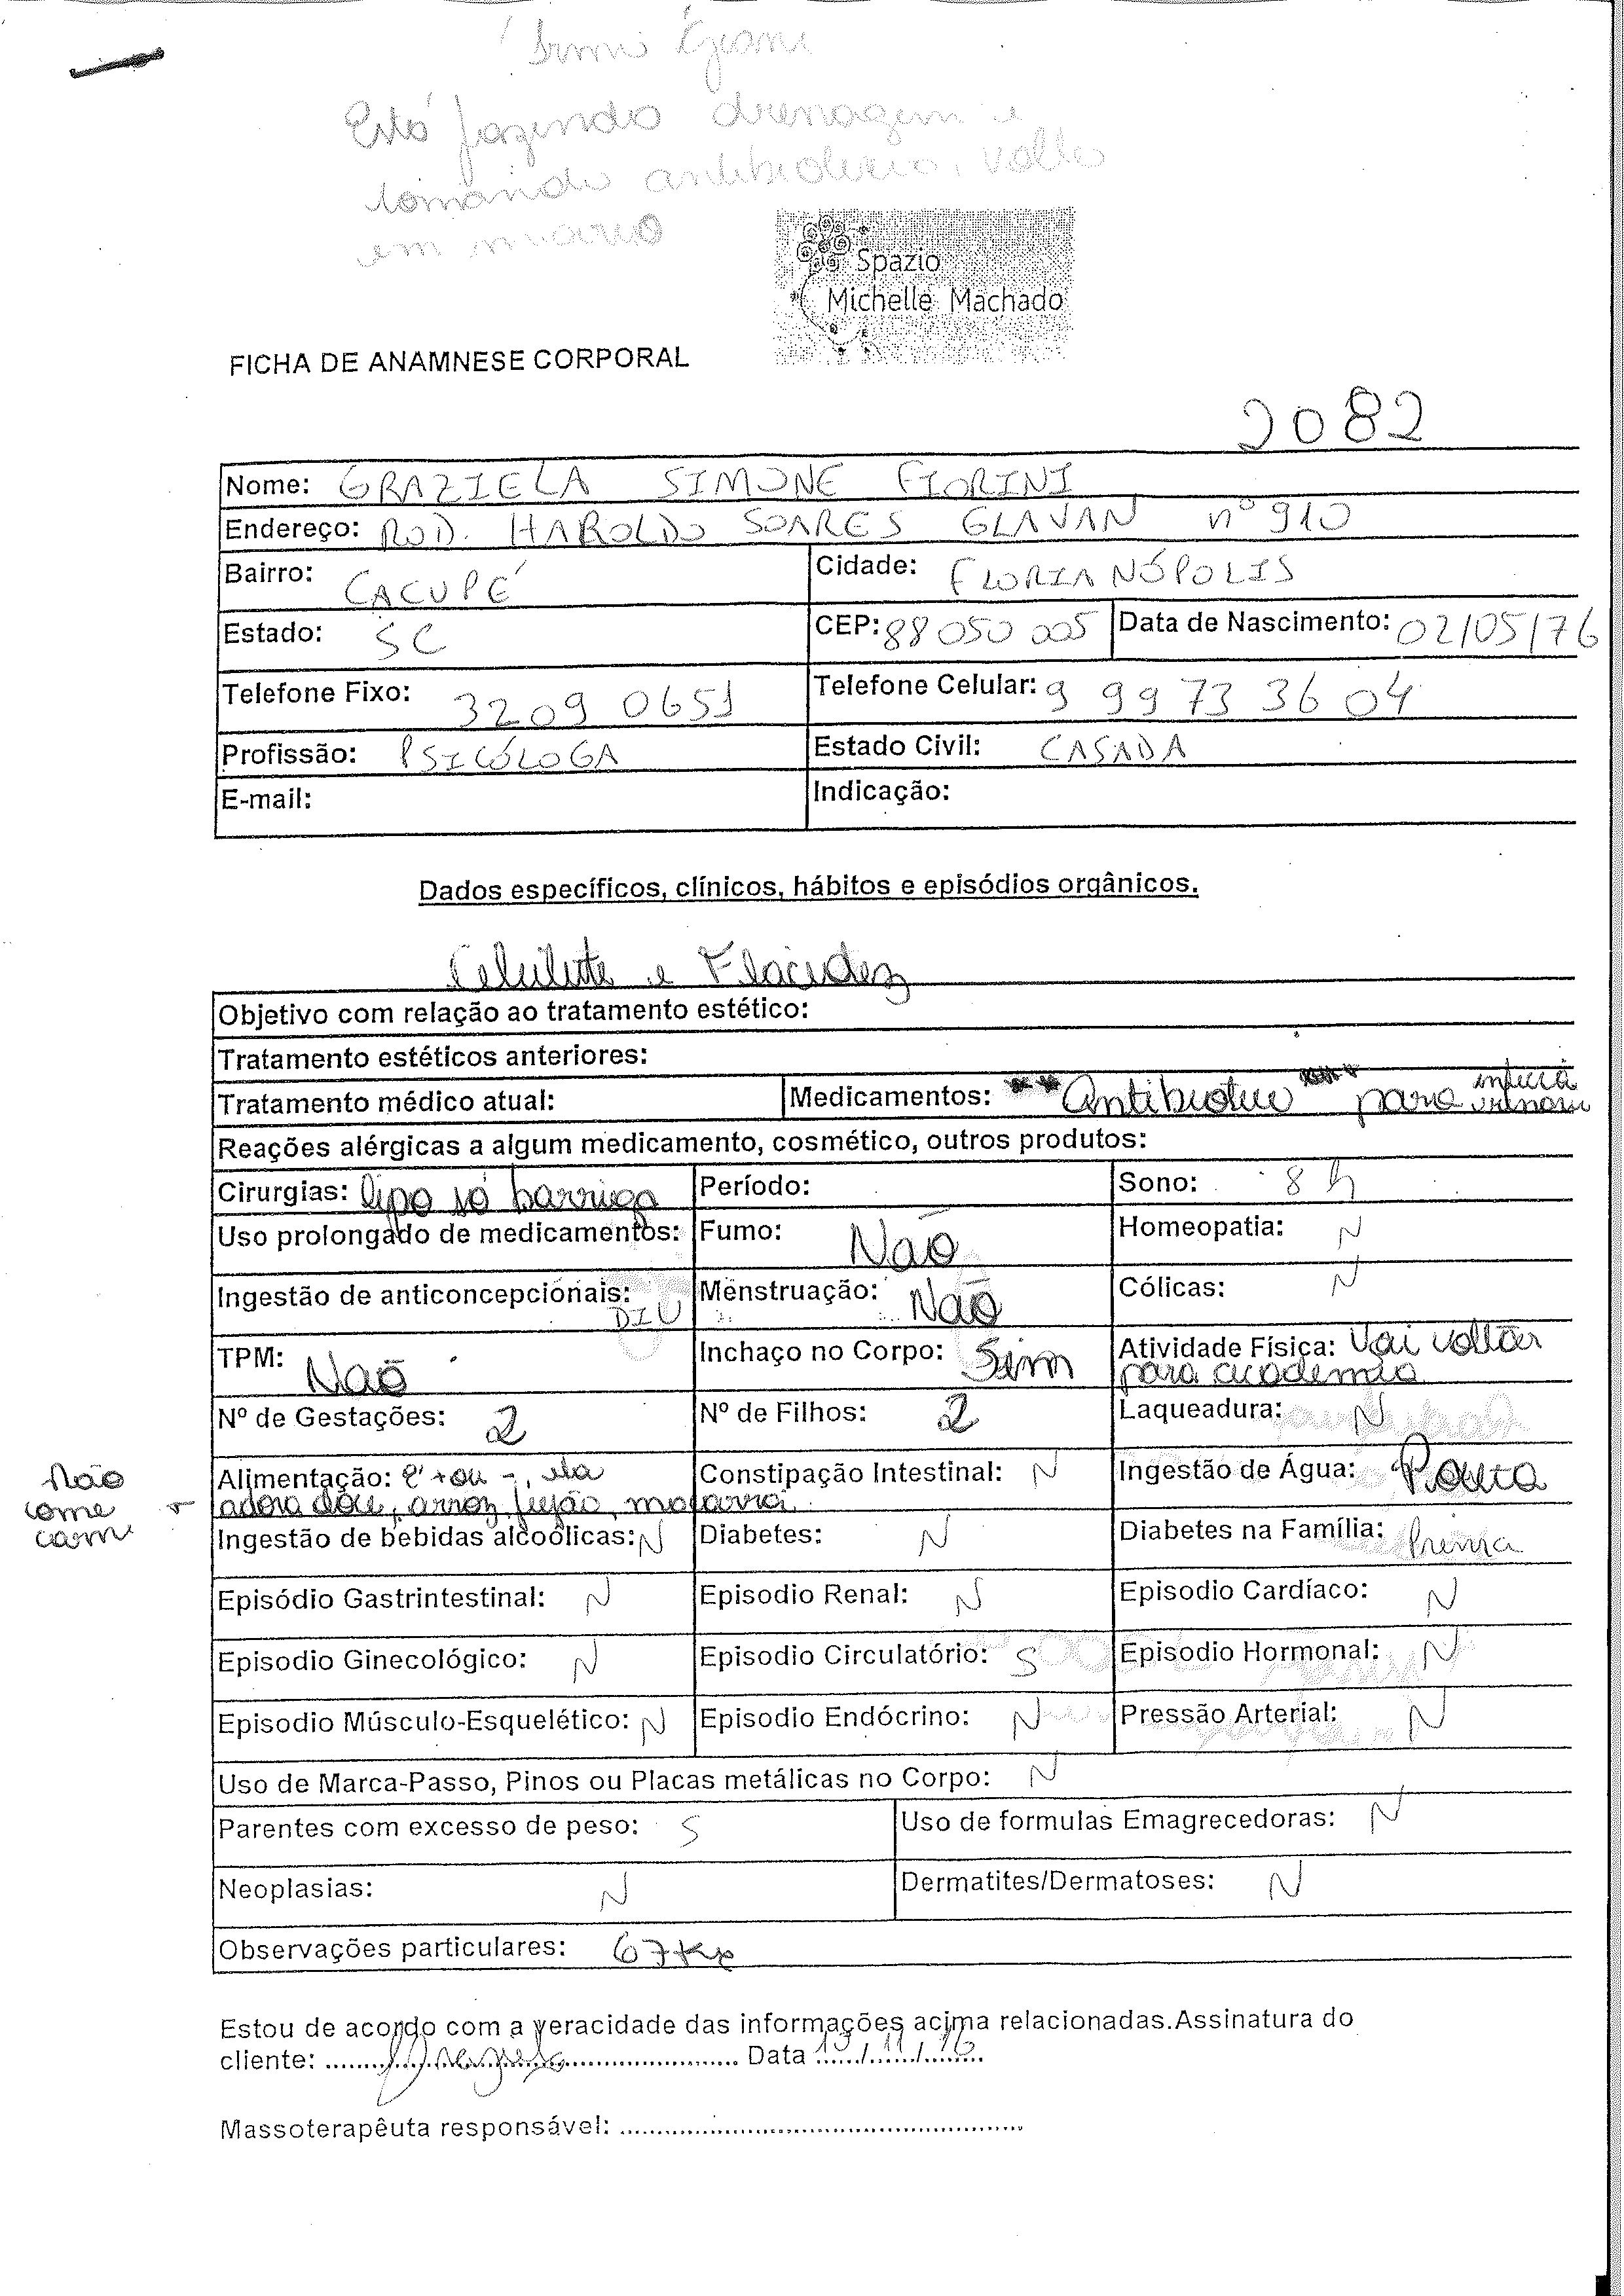 Está fazendo drenagem e
tomando antibiotico, volta
em março
Spazio
Michelle Machado
FICHA DE ANAMNESE CORPORAL
2082
Nome: GRAZIELA SIMONE FIORINI
Endereço: ROD. HAROLDO SOARES GLAVAN nº 910
Bairro: CACUPÉ Cidade: FLORIANÓPOLIS
Estado: SC CEP: 88 050 005 Data de Nascimento: 02/05/76
Telefone Fixo: 3209 0651 Telefone Celular: 9 9973 3604
Profissão: PSICÓLOGA Estado Civil: CASADA
E-mail: Indicação:
Dados específicos, clínicos, hábitos e episódios orgânicos.
Celulite e Flacidez
Objetivo com relação ao tratamento estético:
Tratamento estéticos anteriores:
Tratamento médico atual: Medicamentos: ** Antibiotico para
Reações alérgicas a algum medicamento, cosmético, outros produtos:
Cirurgias: lipo só barriga Período: Sono: 8 h
Uso prolongado de medicamentos: Fumo: Não Homeopatia: N
Ingestão de anticoncepcionais: DIU Menstruação: Não Cólicas: N
TPM: Não Inchaço no Corpo: Sim Atividade Física: Vai voltar
para academia
Nº de Gestações: 2 Nº de Filhos: 2 Laqueadura: N
Não
come
carne
Alimentação: é + ou -, ela Constipação Intestinal: N Ingestão de Água: Pouca
adora doce, arroz, feijão, macarrão
Ingestão de bebidas alcoólicas: N Diabetes: N Diabetes na Família: Prima
Episódio Gastrintestinal: N Episodio Renal: N Episodio Cardíaco: N
Episodio Ginecológico: N Episodio Circulatório: S Episodio Hormonal: N
Episodio Músculo-Esquelético: N Episodio Endócrino: N Pressão Arterial: N
Uso de Marca-Passo, Pinos ou Placas metálicas no Corpo: N
Parentes com excesso de peso: S Uso de formulas Emagrecedoras: N
Neoplasias: N Dermatites/Dermatoses: N
Observações particulares: 67 Kg
Estou de acordo com a veracidade das informações acima relacionadas.Assinatura do
cliente: Graziela Data /11/16
Massoterapêuta responsável: